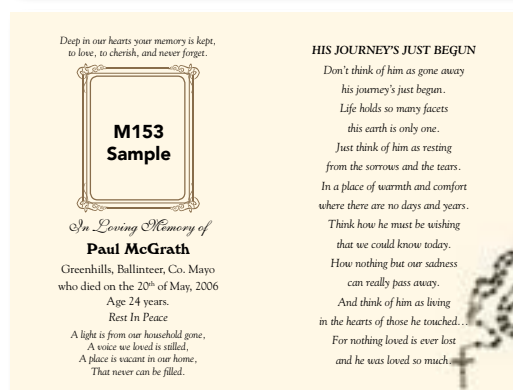 Deep in our hearts your memory is kept,
to love, to cherish, and never forget.
M153
Sample
In Loving Memory of
Paul McGrath
Greenhills, Ballinteer, Co. Mayo
who died on the 20th of May, 2006
Age 24 years.
Rest In Peace
A light is from our household gone,
A voice we loved is stilled,
A place is vacant in our home,
That never can be filled.
HIS JOURNEY'S JUST BEGUN
Don't think of him as gone away
his journey's just begun.
Life holds so many facets
this earth is only one.
Just think of him as resting
from the sorrows and the tears.
In a place of warmth and comfort
where there are no days and years.
Think how he must be wishing
that we could know today.
How nothing but our sadness
can really pass away.
And think of him as living
in the hearts of those he touched...
For nothing loved is ever lost
and he was loved so much.